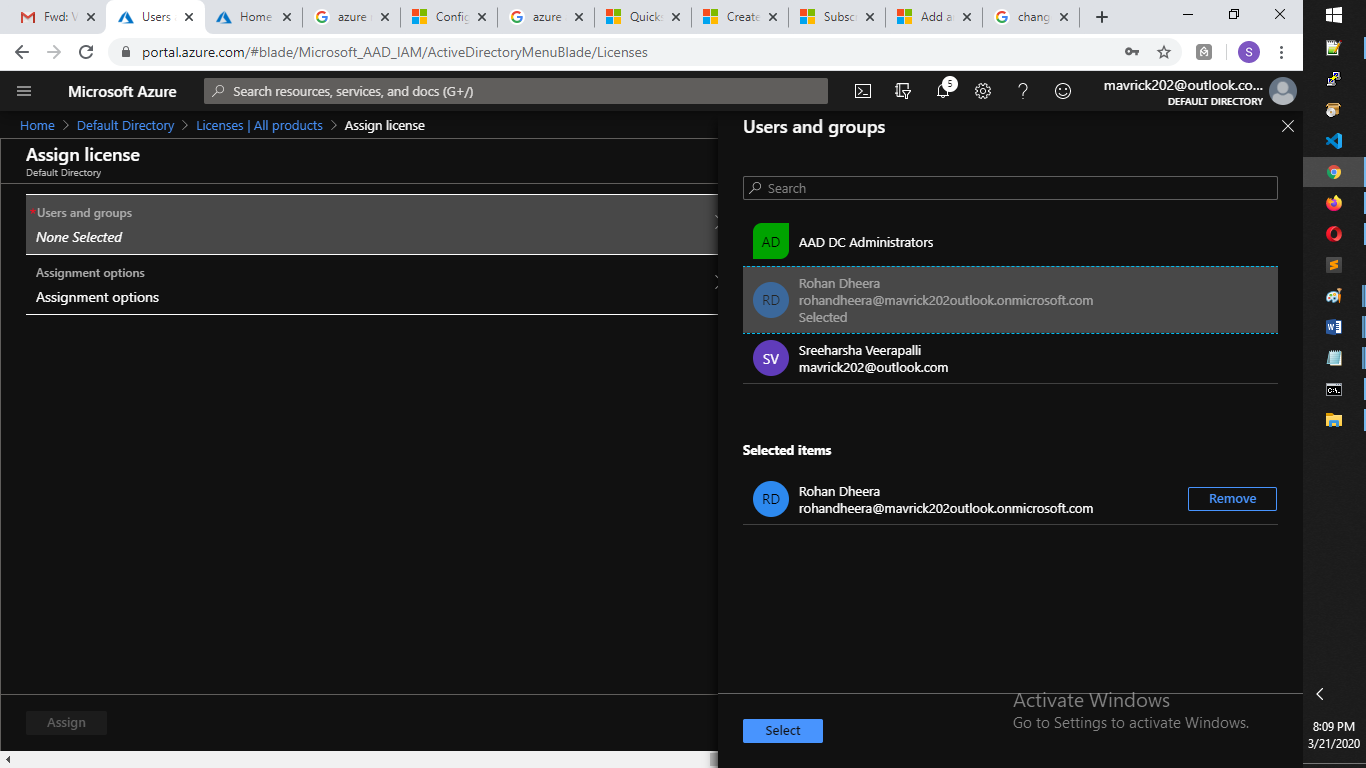 Fwd: V
Users
Home
azure
Config
azure
Quick
Create
Subsc
Add a
chang
portal.azure.com/#blade/Microsoft_AAD_IAM/ActiveDirectoryMenuBlade/Licenses
S
Microsoft Azure
Search resources, services, and docs (G+/)
5
mavrick202@outlook.co...
DEFAULT DIRECTORY
Home > Default Directory > Licenses | All products > Assign license
Assign license
Default Directory
*Users and groups
None Selected
Assignment options
Assignment options
Assign
Users and groups
Search
AD
AAD DC Administrators
RD
Rohan Dheera
rohandheera@mavrick202outlook.onmicrosoft.com
Selected
SV
Sreeharsha Veerapalli
mavrick202@outlook.com
Selected items
RD
Rohan Dheera
rohandheera@mavrick202outlook.onmicrosoft.com
Remove
Select
Activate Windows
Go to Settings to activate Windows.
8:09 PM
3/21/2020